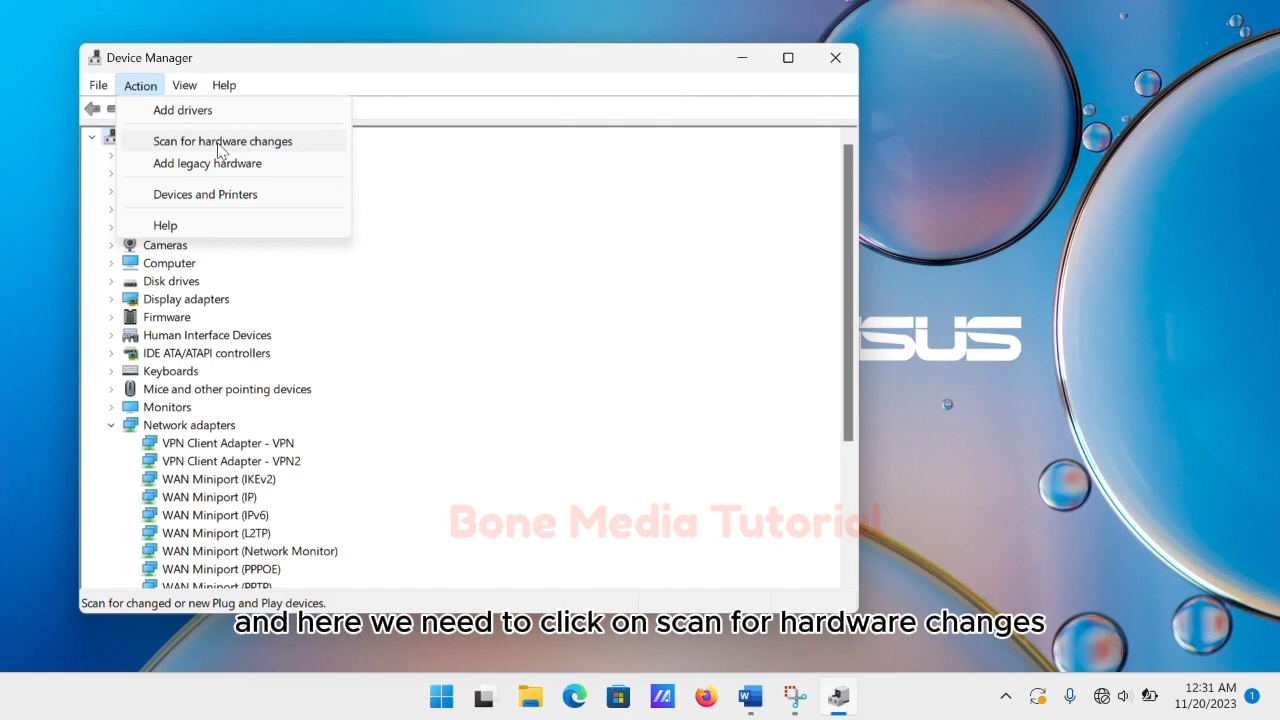 Device Manager
File Action View Help
Add drivers
Scan for hardware changes
Add legacy hardware
Devices and Printers
Help
Cameras
Computer
Disk drives
Display adapters
Firmware
Human Interface Devices
IDE ATA/ATAPI controllers
Keyboards
Mice and other pointing devices
Monitors
Network adapters
VPN Client Adapter - VPN
VPN Client Adapter - VPN2
WAN Miniport (IKEv2)
WAN Miniport (IP)
WAN Miniport (IPv6)
WAN Miniport (L2TP)
WAN Miniport (Network Monitor)
WAN Miniport (PPPOE)
WAN Miniport (PPTP)
SUS
Bone Media Tutorial
Scan for changed or new Plug and Play devices.
and here we need to click on scan for hardware changes
12:31 AM
11/20/2023
1